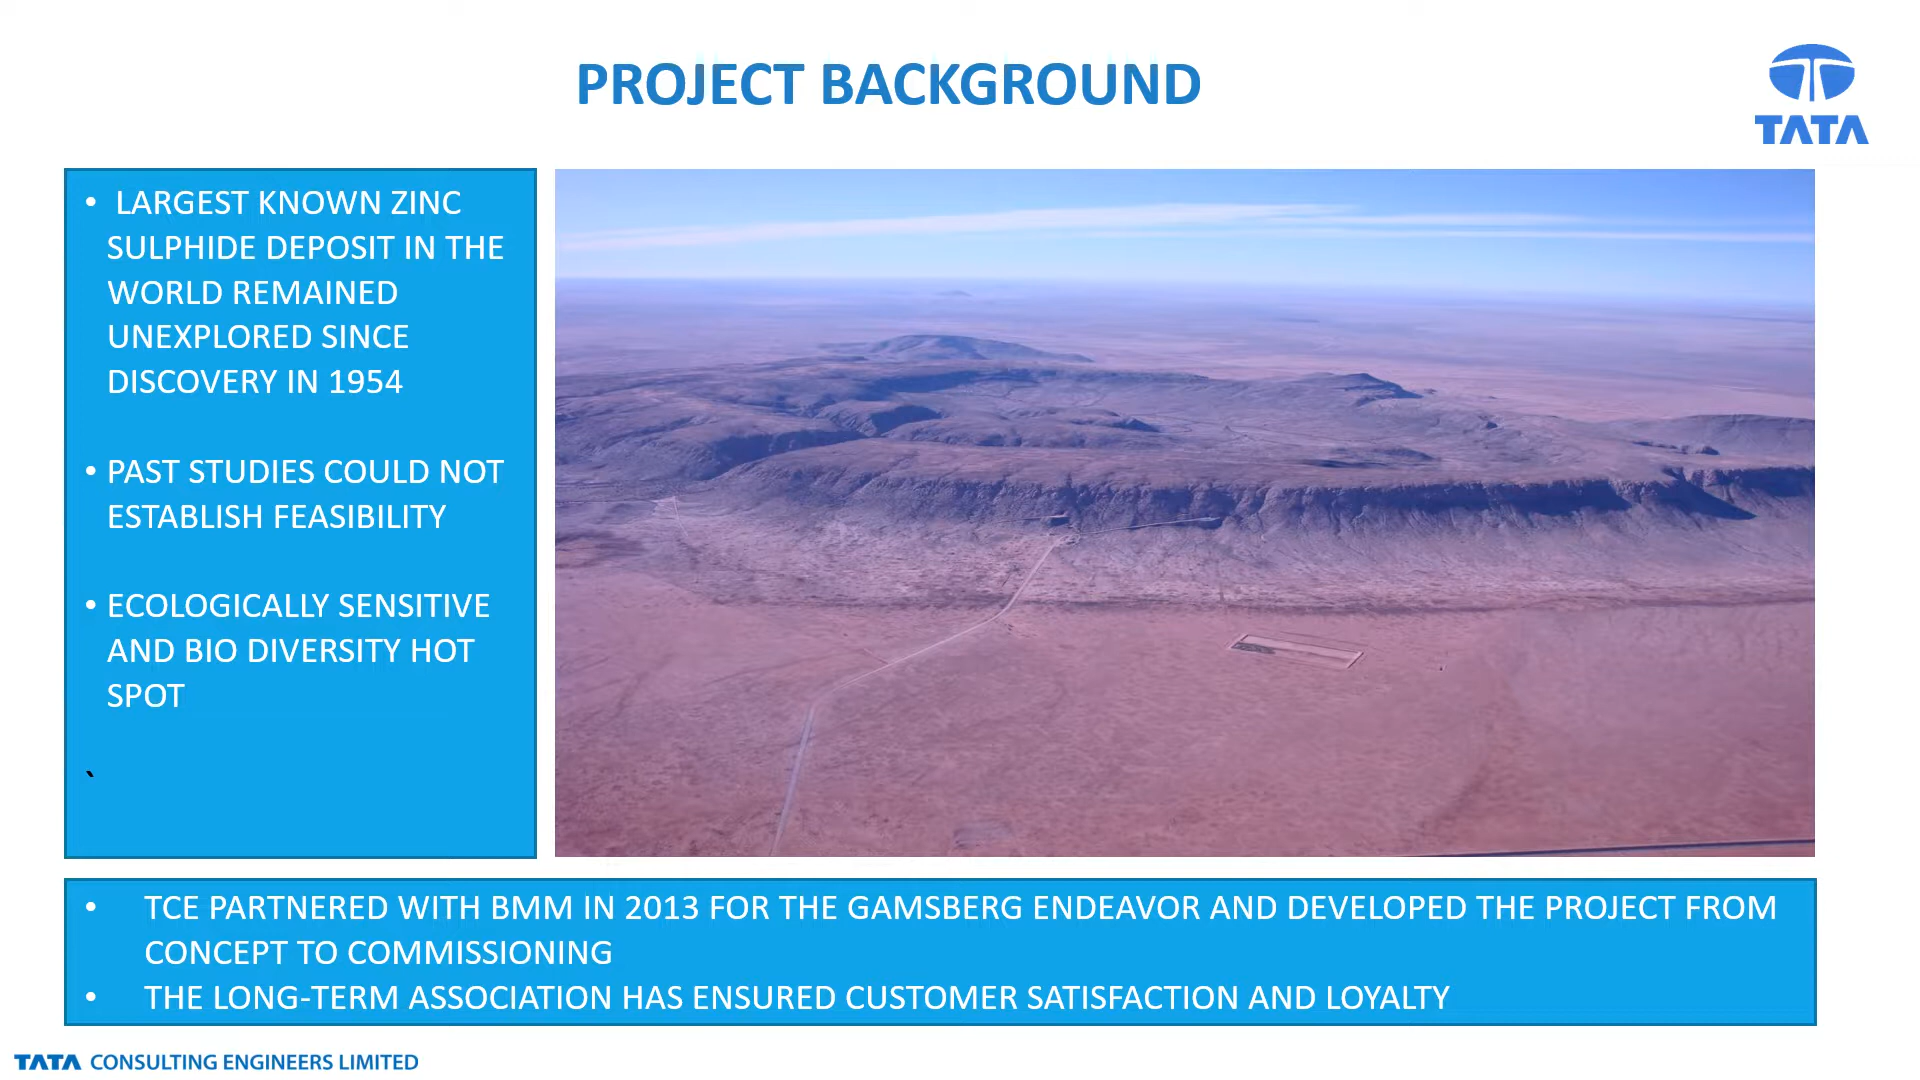 PROJECT BACKGROUND
TATA
• LARGEST KNOWN ZINC
SULPHIDE DEPOSIT IN THE
WORLD REMAINED
UNEXPLORED SINCE
DISCOVERY IN 1954
• PAST STUDIES COULD NOT
ESTABLISH FEASIBILITY
• ECOLOGICALLY SENSITIVE
AND BIO DIVERSITY HOT
SPOT
`
• TCE PARTNERED WITH BMM IN 2013 FOR THE GAMSBERG ENDEAVOR AND DEVELOPED THE PROJECT FROM
CONCEPT TO COMMISSIONING
• THE LONG-TERM ASSOCIATION HAS ENSURED CUSTOMER SATISFACTION AND LOYALTY
TATA CONSULTING ENGINEERS LIMITED